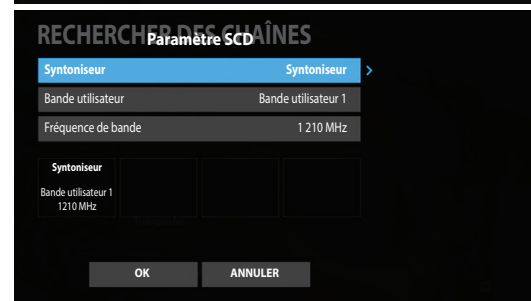 RECHERCHER DES CHAÎNES
Paramètre SCD
Syntoniseur Syntoniseur >
Bande utilisateur Bande utilisateur 1
Fréquence de bande 1 210 MHz
Syntoniseur
Bande utilisateur 1
1210 MHz
OK ANNULER